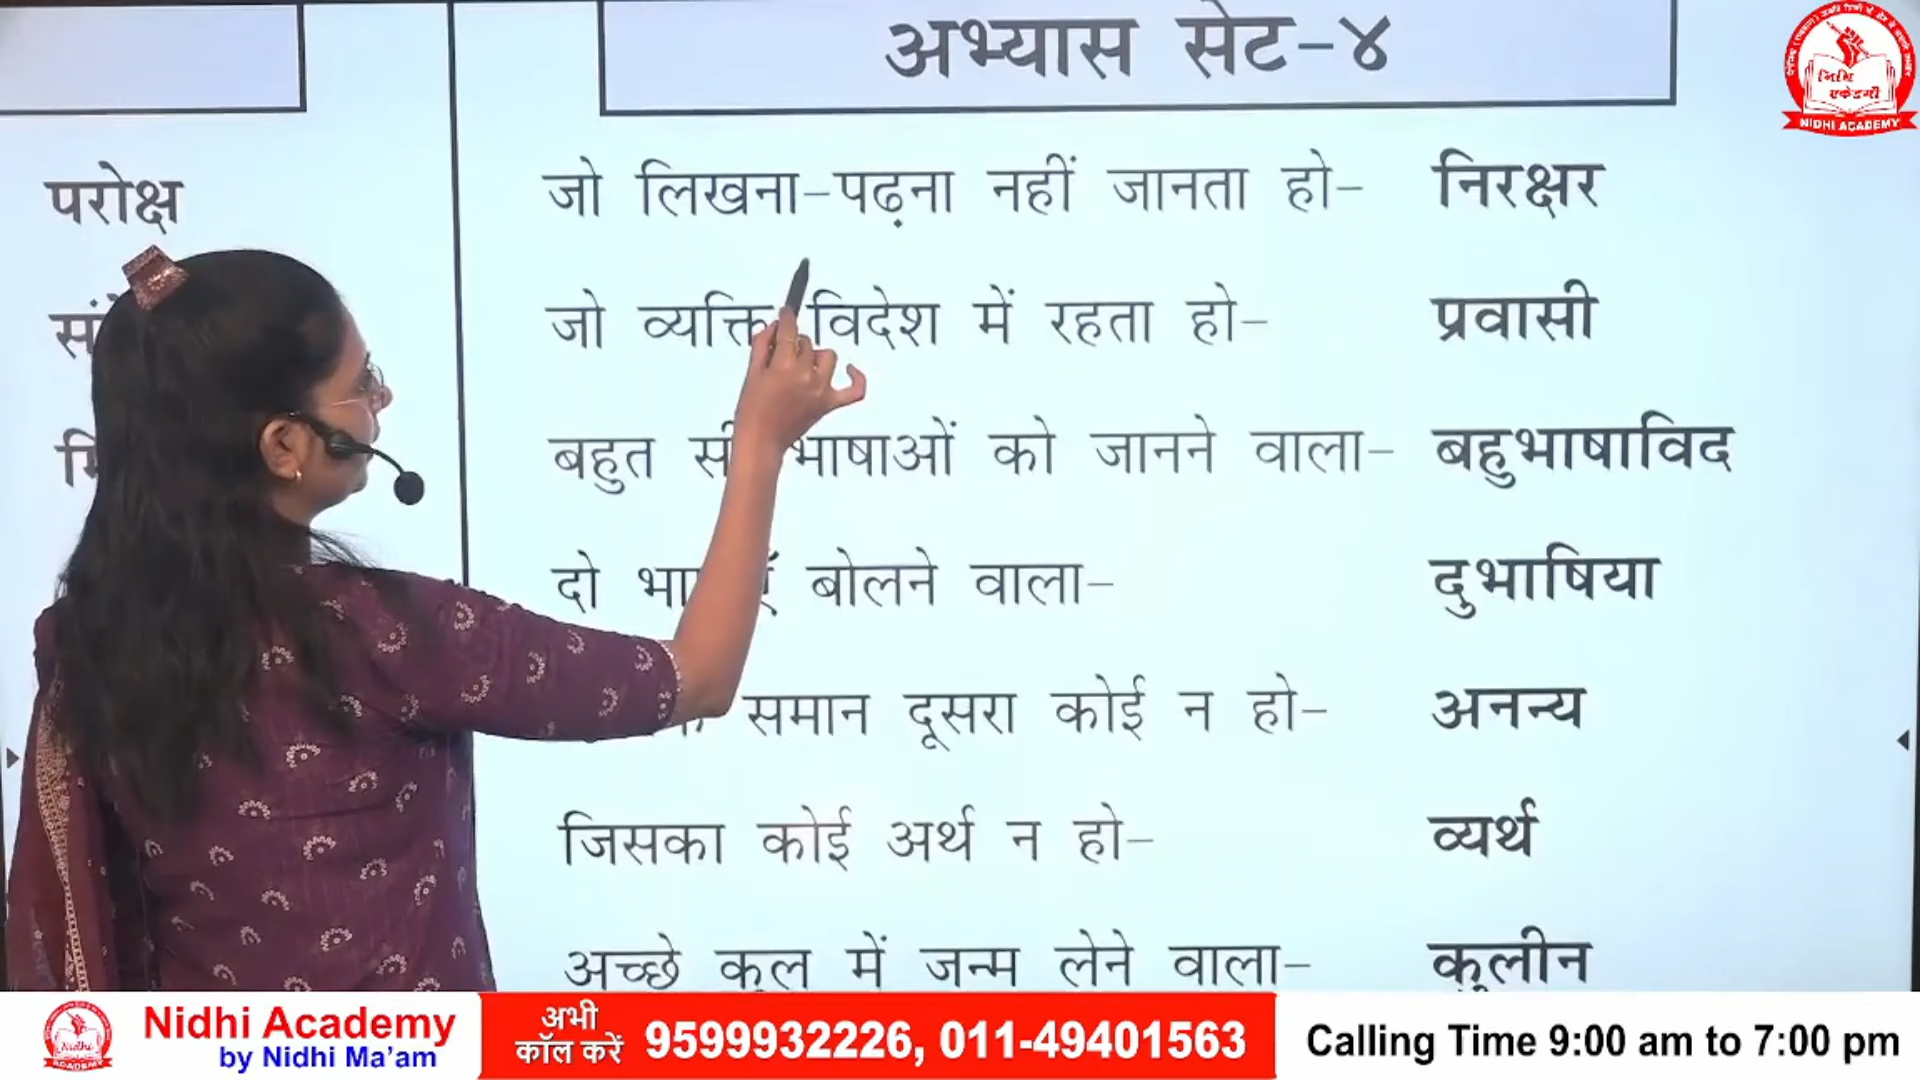 अभ्यास सेट-४
परोक्ष
जो लिखना-पढ़ना नहीं जानता हो- निरक्षर
जो व्यक्ति विदेश में रहता हो- प्रवासी
बहुत सी भाषाओं को जानने वाला- बहुभाषाविद
दो बोलने वाला- दुभाषिया
समान दूसरा कोई न हो- अनन्य
जिसका कोई अर्थ न हो- व्यर्थ
अच्छे कुल में जन्म लेने वाला- कुलीन
निधि एकेडमी
NIDHI ACADEMY
Nidhi Academy
by Nidhi Ma'am
अभी कॉल करें
9599932226, 011-49401563
Calling Time 9:00 am to 7:00 pm